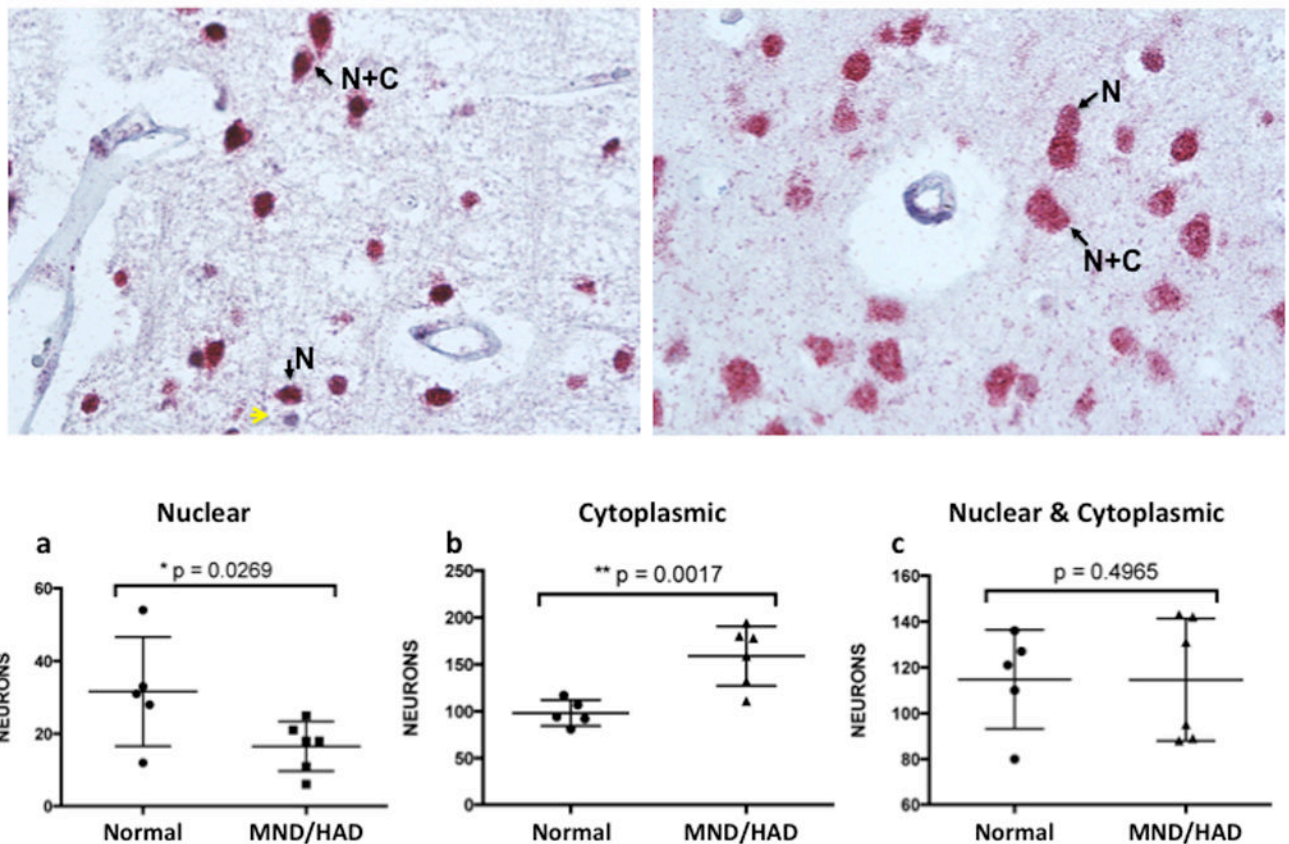 N+C
N
N
N+C
Nuclear
Cytoplasmic
Nuclear & Cytoplasmic
a
b
c
* p = 0.0269
** p = 0.0017
p = 0.4965
NEURONS
60
40
20
0
Normal
MND/HAD
NEURONS
250
200
150
100
50
0
Normal
MND/HAD
NEURONS
160
140
120
100
80
60
Normal
MND/HAD